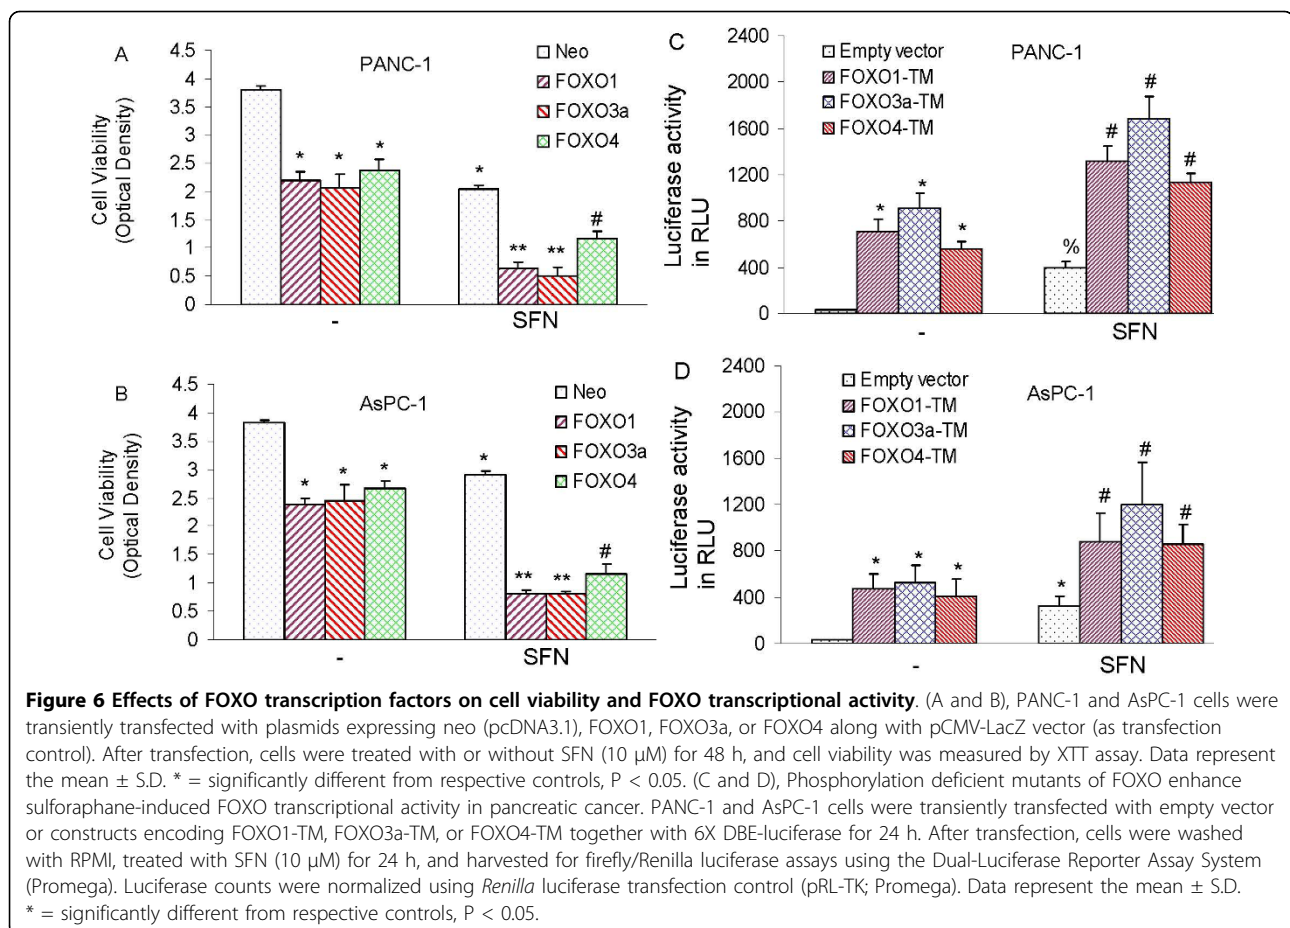 A
4.5
4
3.5
3
2.5
2
1.5
1
0.5
0
Cell Viability
(Optical Density)
PANC-1
Neo
FOXO1
FOXO3a
FOXO4
* * * *
** ** #
- SFN
C
2400
2000
1600
1200
800
400
0
Luciferase activity
in RLU
Empty vector
FOXO1-TM
FOXO3a-TM
FOXO4-TM
PANC-1
* * * % # # #
- SFN
B
4.5
4
3.5
3
2.5
2
1.5
1
0.5
0
Cell Viability
(Optical Density)
AsPC-1
Neo
FOXO1
FOXO3a
FOXO4
* * * *
** ** #
- SFN
D
2400
2000
1600
1200
800
400
0
Luciferase activity
in RLU
Empty vector
FOXO1-TM
FOXO3a-TM
FOXO4-TM
AsPC-1
* * * * # # #
- SFN
Figure 6 Effects of FOXO transcription factors on cell viability and FOXO transcriptional activity. (A and B), PANC-1 and AsPC-1 cells were
transiently transfected with plasmids expressing neo (pcDNA3.1), FOXO1, FOXO3a, or FOXO4 along with pCMV-LacZ vector (as transfection
control). After transfection, cells were treated with or without SFN (10 μM) for 48 h, and cell viability was measured by XTT assay. Data represent
the mean ± S.D. * = significantly different from respective controls, P < 0.05. (C and D), Phosphorylation deficient mutants of FOXO enhance
sulforaphane-induced FOXO transcriptional activity in pancreatic cancer. PANC-1 and AsPC-1 cells were transiently transfected with empty vector
or constructs encoding FOXO1-TM, FOXO3a-TM, or FOXO4-TM together with 6X DBE-luciferase for 24 h. After transfection, cells were washed
with RPMI, treated with SFN (10 μM) for 24 h, and harvested for firefly/Renilla luciferase assays using the Dual-Luciferase Reporter Assay System
(Promega). Luciferase counts were normalized using Renilla luciferase transfection control (pRL-TK; Promega). Data represent the mean ± S.D.
* = significantly different from respective controls, P < 0.05.